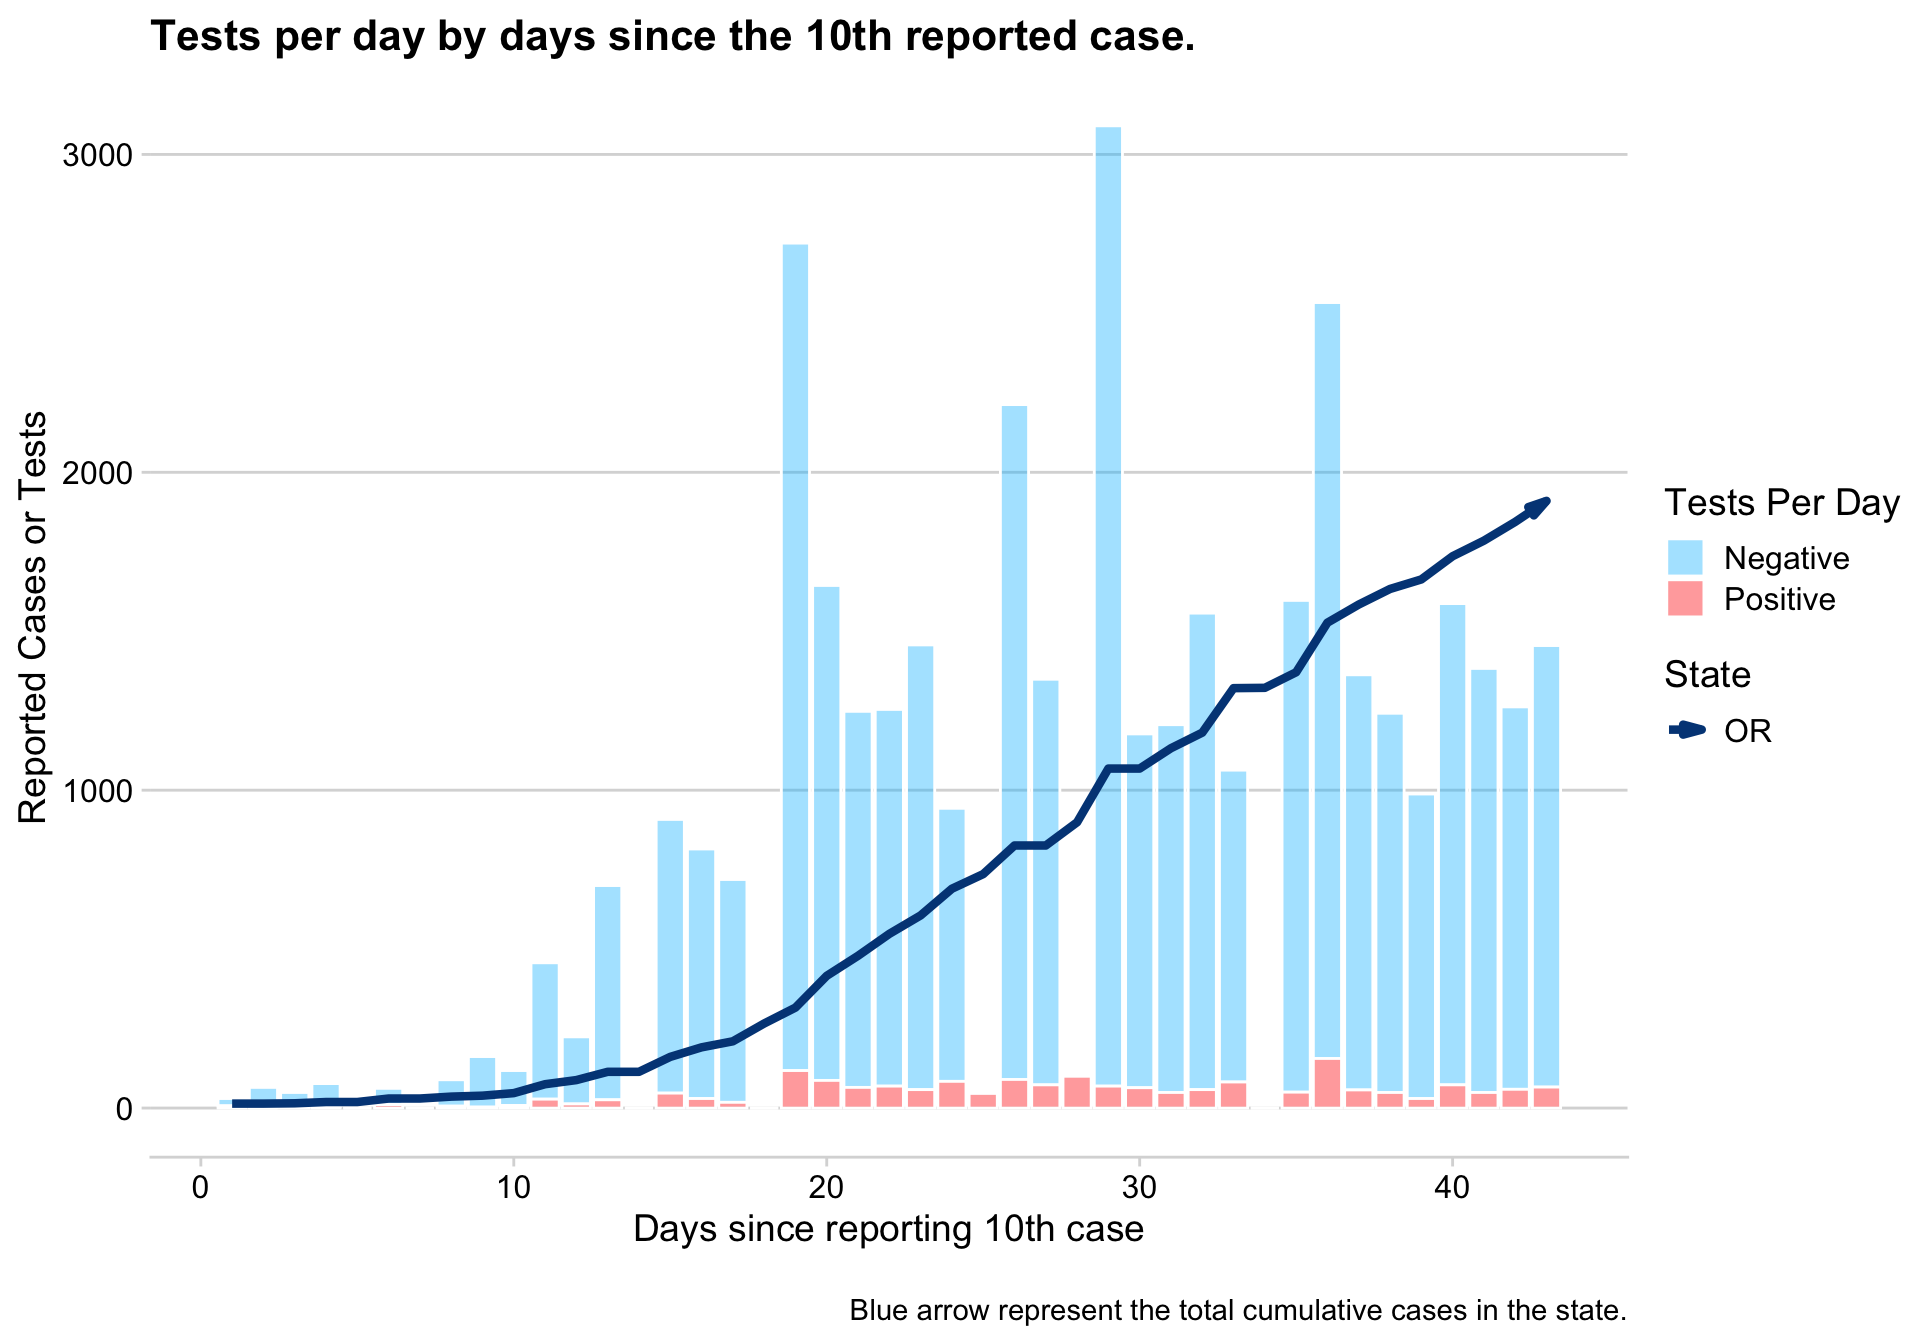 Tests per day by days since the 10th reported case.
3000
2000
1000
0
Reported Cases or Tests
0 10 20 30 40
Days since reporting 10th case
Tests Per Day
Negative
Positive
State
OR
Blue arrow represent the total cumulative cases in the state.